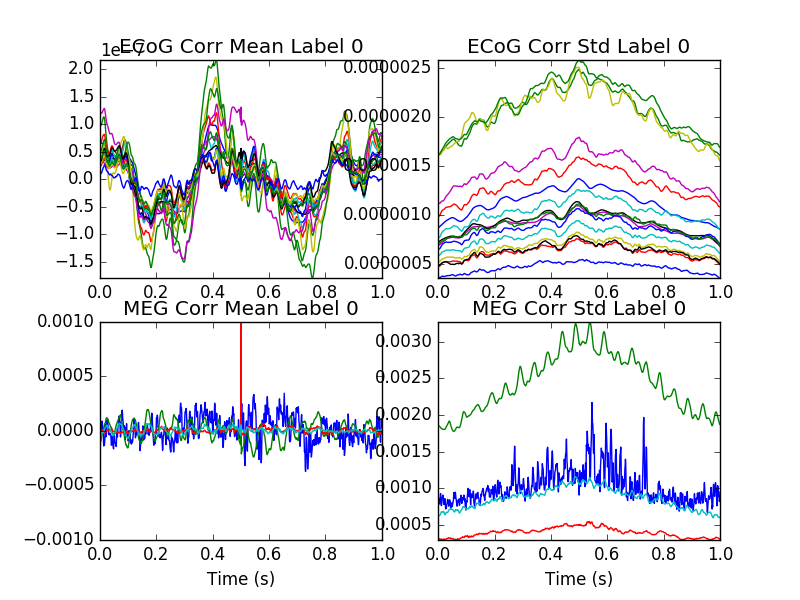 1e−7
ECoG Corr Mean Label 0
2.0
1.5
1.0
0.5
0.0
−0.5
−1.0
−1.5
0.0 0.2 0.4 0.6 0.8 1.0
ECoG Corr Std Label 0
0.0000025
0.0000020
0.0000015
0.0000010
0.0000005
0.0 0.2 0.4 0.6 0.8 1.0
MEG Corr Mean Label 0
0.0010
0.0005
0.0000
−0.0005
−0.0010
0.0 0.2 0.4 0.6 0.8 1.0
Time (s)
MEG Corr Std Label 0
0.0030
0.0025
0.0020
0.0015
0.0010
0.0005
0.0 0.2 0.4 0.6 0.8 1.0
Time (s)